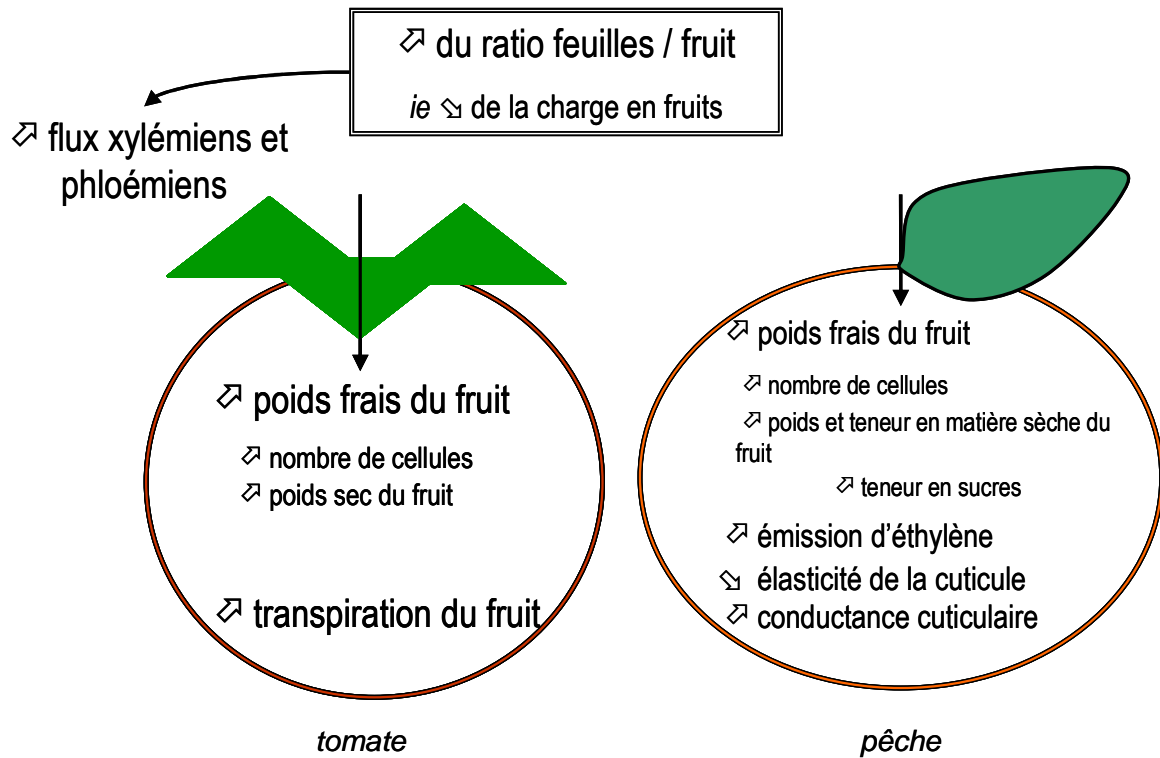 ⬀ du ratio feuilles / fruit
ie ⬂ de la charge en fruits
⬀ flux xylémiens et
phloémiens
⬀ poids frais du fruit
⬀ nombre de cellules
⬀ poids sec du fruit
⬀ transpiration du fruit
tomate
⬀ poids frais du fruit
⬀ nombre de cellules
⬀ poids et teneur en matière sèche du
fruit
⬀ teneur en sucres
⬀ émission d’éthylène
⬂ élasticité de la cuticule
⬀ conductance cuticulaire
pêche